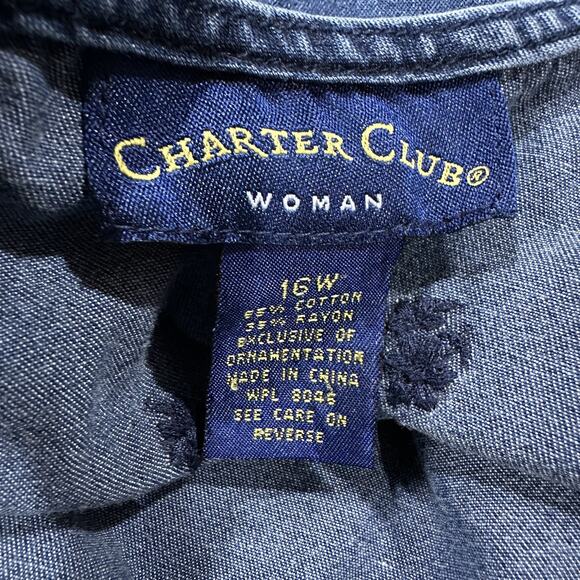 CHARTER CLUB®
WOMAN
16W
65% COTTON
35% RAYON
EXCLUSIVE OF
ORNAMENTATION
MADE IN CHINA
WPL 8046
SEE CARE ON
REVERSE